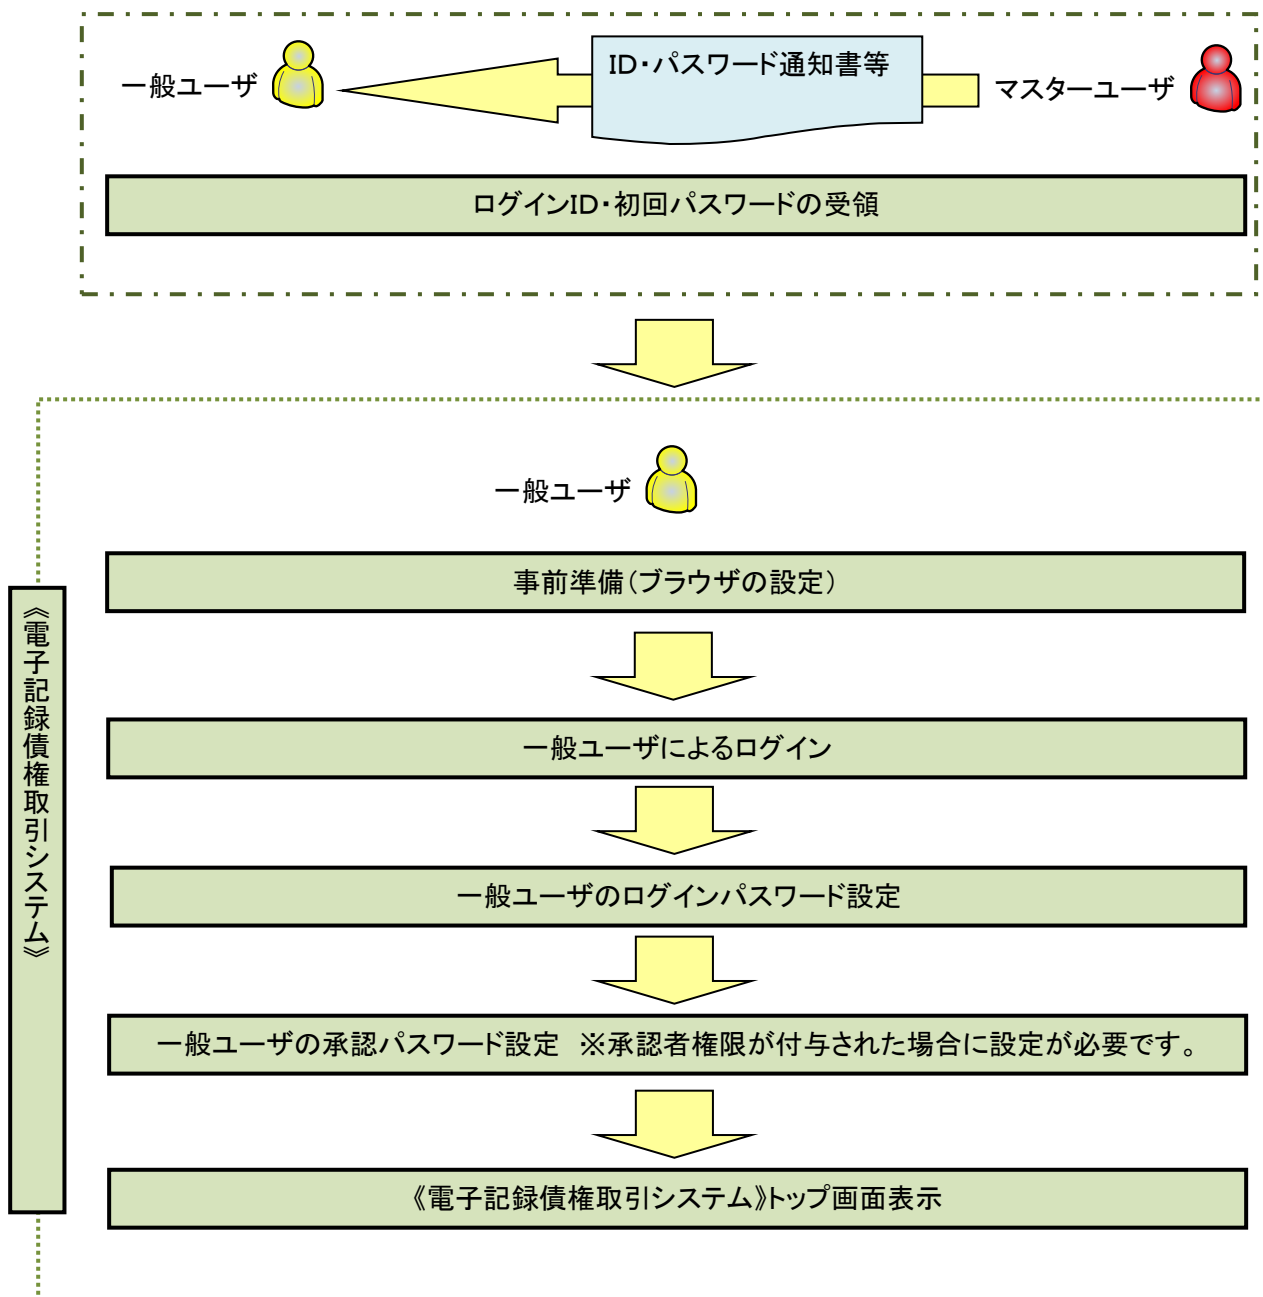 一般ユーザ
ID・パスワード通知書等
マスターユーザ
ログインID・初回パスワードの受領
一般ユーザ
《電子記録債権取引システム》
事前準備(ブラウザの設定)
一般ユーザによるログイン
一般ユーザのログインパスワード設定
一般ユーザの承認パスワード設定　※承認者権限が付与された場合に設定が必要です。
《電子記録債権取引システム》トップ画面表示